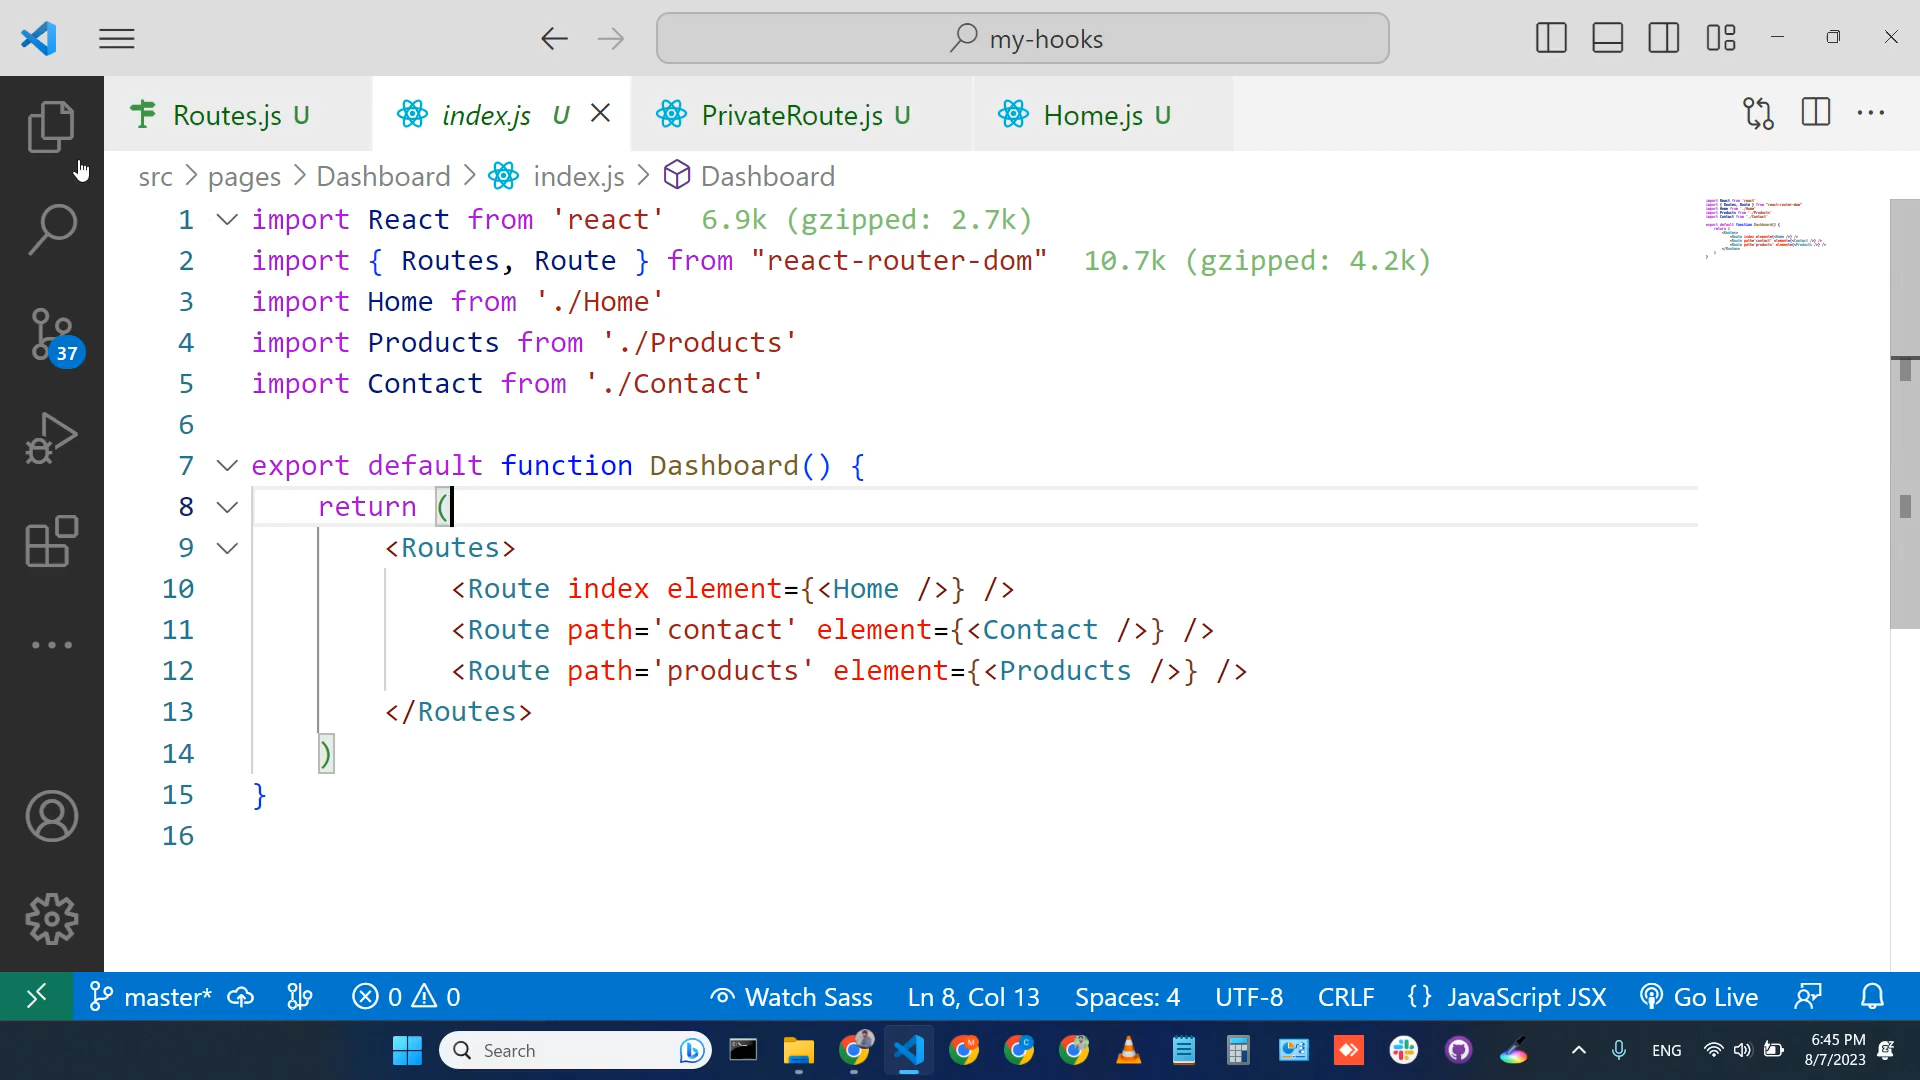 my-hooks
Routes.js U
index.js U
PrivateRoute.js U
Home.js U
src > pages > Dashboard > index.js > Dashboard
1 import React from 'react' 6.9k (gzipped: 2.7k)
2 import { Routes, Route } from "react-router-dom" 10.7k (gzipped: 4.2k)
3 import Home from './Home'
4 import Products from './Products'
5 import Contact from './Contact'
6
7 export default function Dashboard() {
8 return (
9 <Routes>
10 <Route index element={<Home />} />
11 <Route path='contact' element={<Contact />} />
12 <Route path='products' element={<Products />} />
13 </Routes>
14 )
15 }
16
37
master* 0 0 Watch Sass Ln 8, Col 13 Spaces: 4 UTF-8 CRLF {} JavaScript JSX Go Live
Search
ENG
6:45 PM
8/7/2023